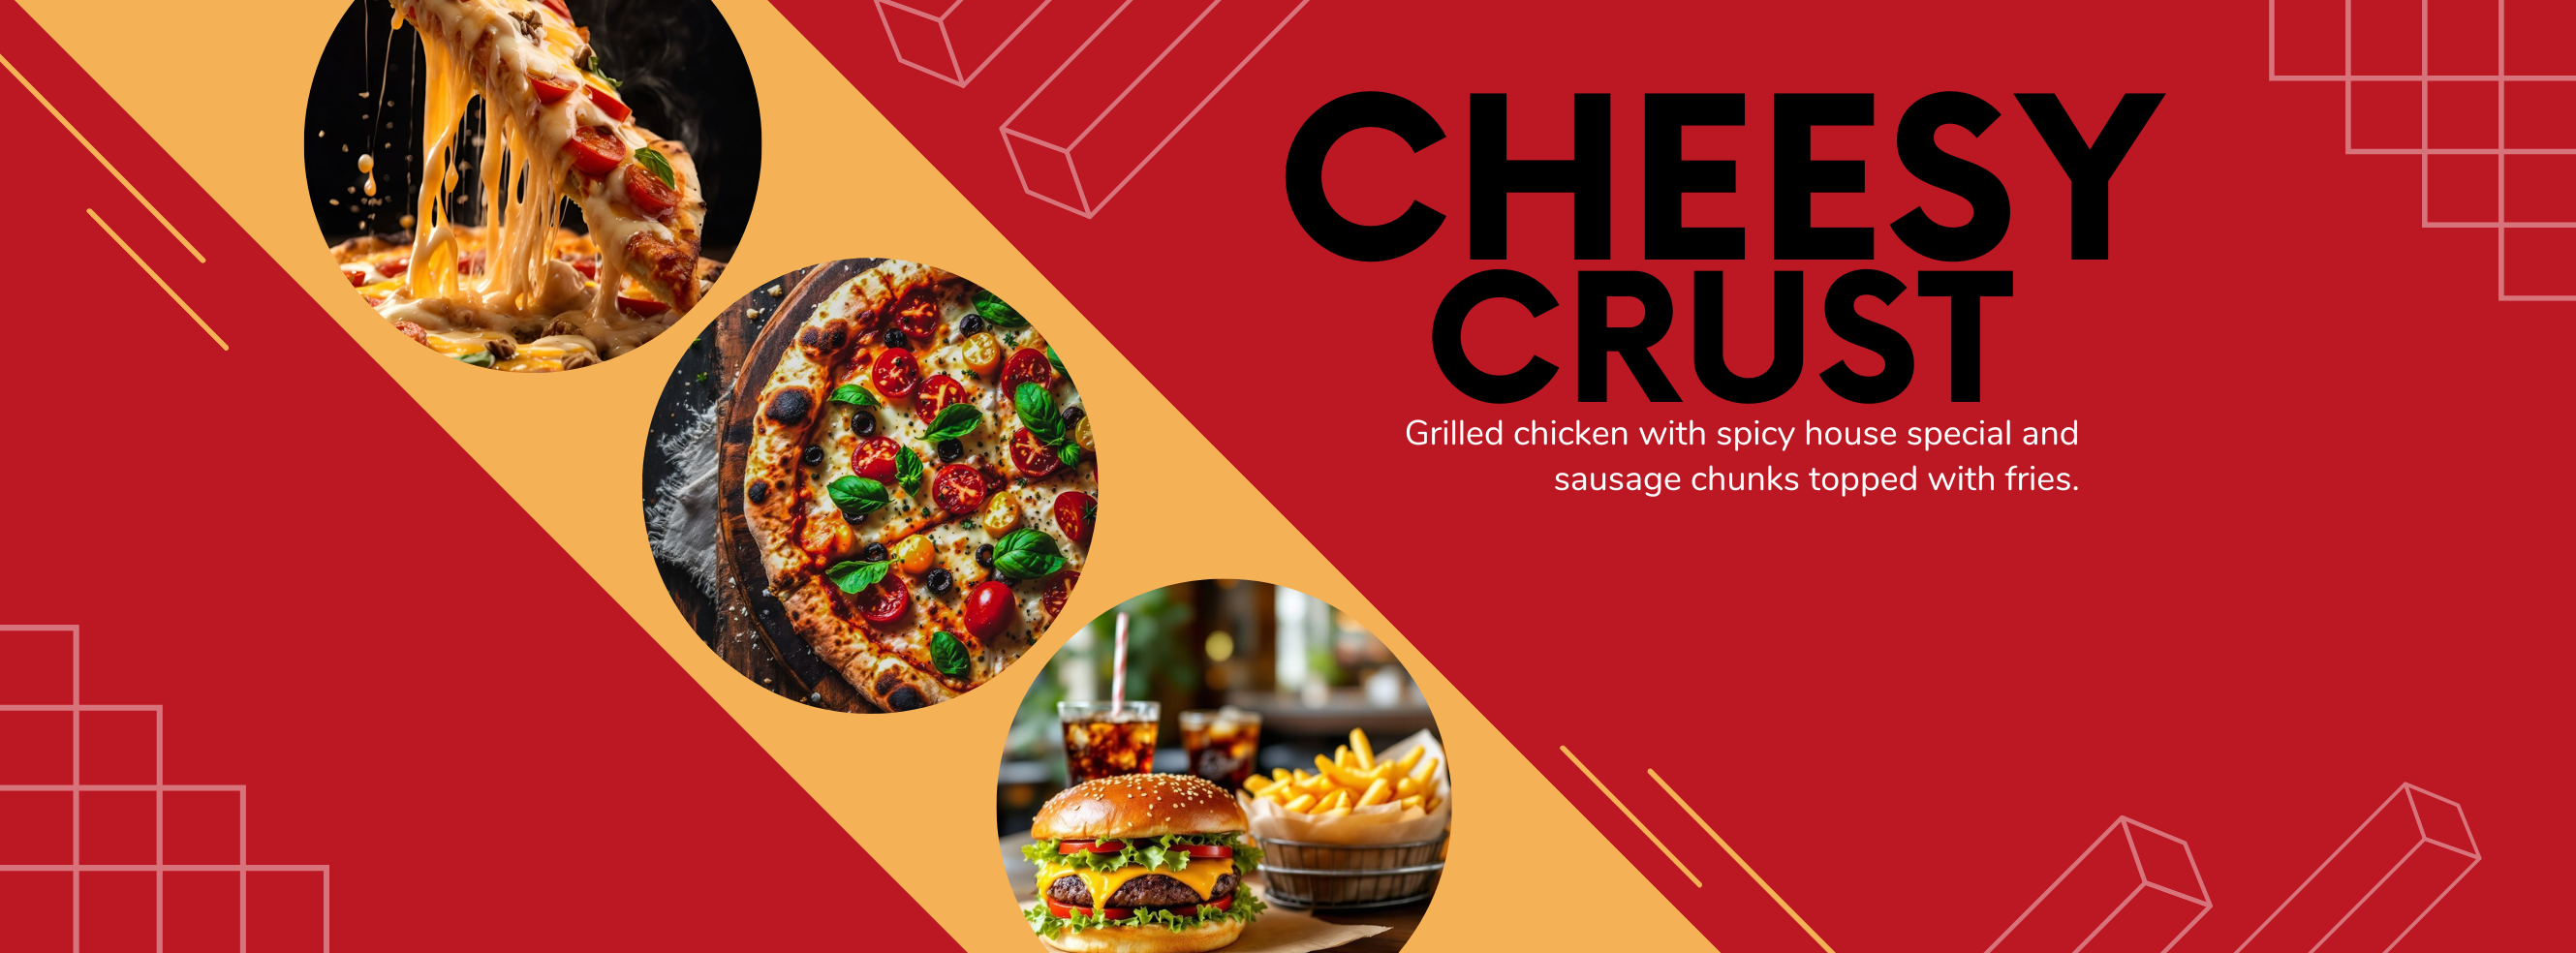 CHEESY
CRUST
Grilled chicken with spicy house special and
sausage chunks topped with fries.